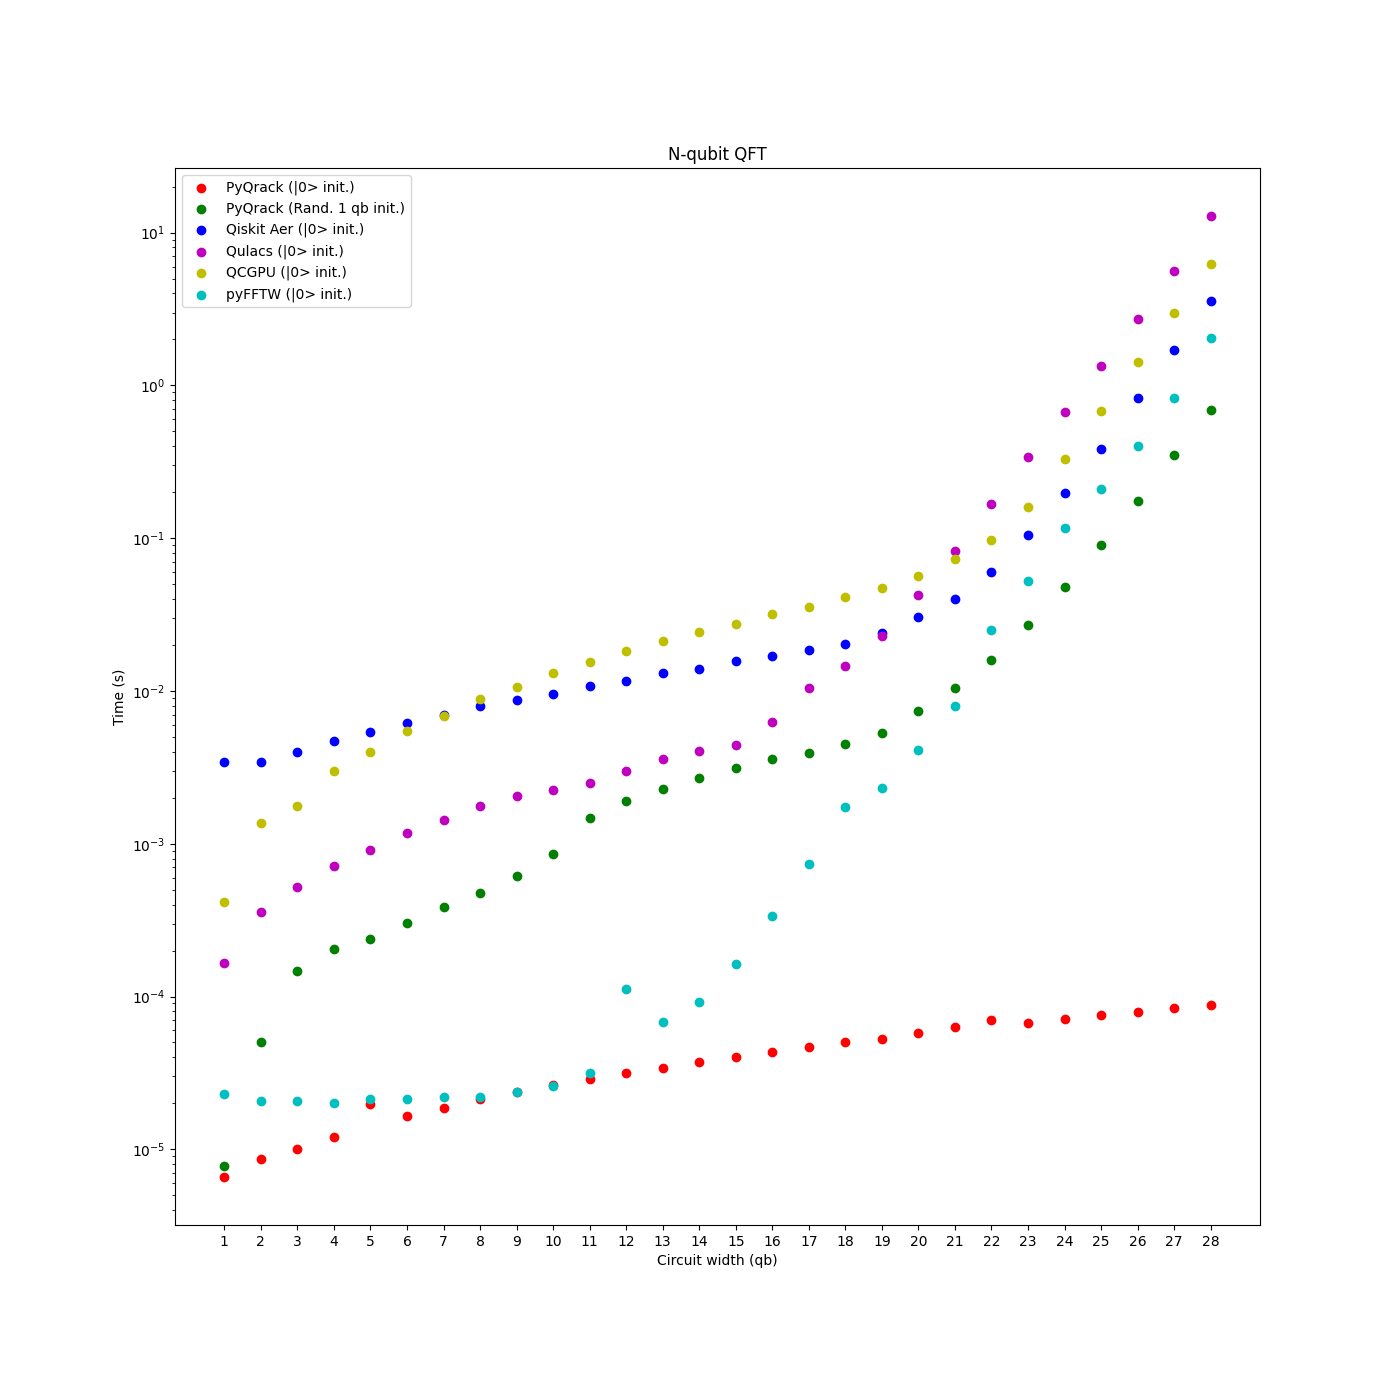 N-qubit QFT
PyQrack (|0> init.)
PyQrack (Rand. 1 qb init.)
Qiskit Aer (|0> init.)
Qulacs (|0> init.)
QCGPU (|0> init.)
pyFFTW (|0> init.)
10¹
10⁰
10⁻¹
10⁻²
10⁻³
10⁻⁴
10⁻⁵
Time (s)
1 2 3 4 5 6 7 8 9 10 11 12 13 14 15 16 17 18 19 20 21 22 23 24 25 26 27 28
Circuit width (qb)